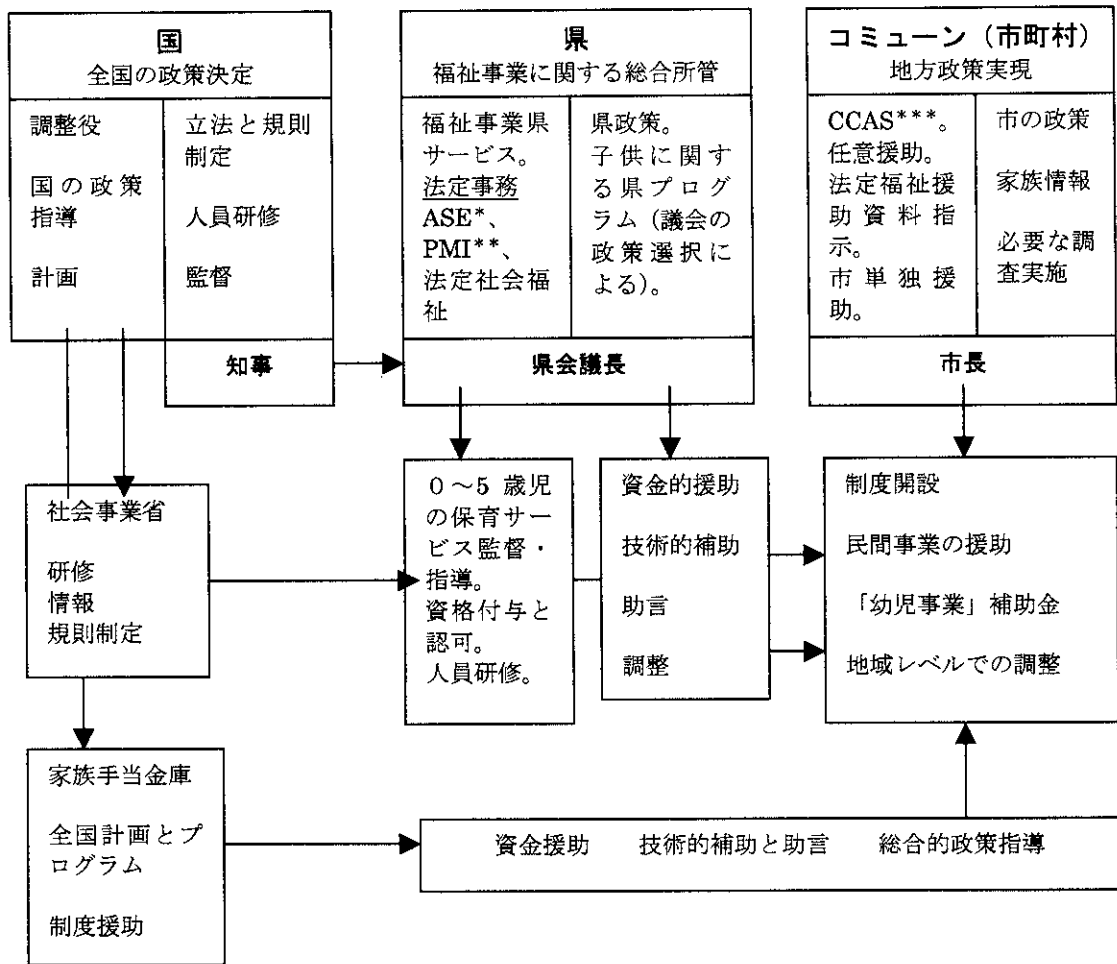 国
全国の政策決定
調整役
国の政策
指導
計画
立法と規則
制定
人員研修
監督
知事
県
福祉事業に関する総合所管
福祉事業県
サービス。
法定事務
ASE*、
PMI**、
法定社会福
祉
県政策。
子供に関す
る県プログ
ラム（議会の
政策選択に
よる）。
県会議長
コミューン（市町村）
地方政策実現
CCAS***。
任意援助。
法定福祉援
助資料指
示。
市単独援
助。
市の政策
家族情報
必要な調
査実施
市長
社会事業省
研修
情報
規則制定
０～5 歳児
の保育サー
ビス監督・
指導。
資格付与と
認可。
人員研修。
資金的援助
技術的補助
助言
調整
制度開設
民間事業の援助
「幼児事業」補助金
地域レベルでの調整
家族手当金庫
全国計画とプ
ログラム
制度援助
資金援助　技術的補助と助言　総合的政策指導